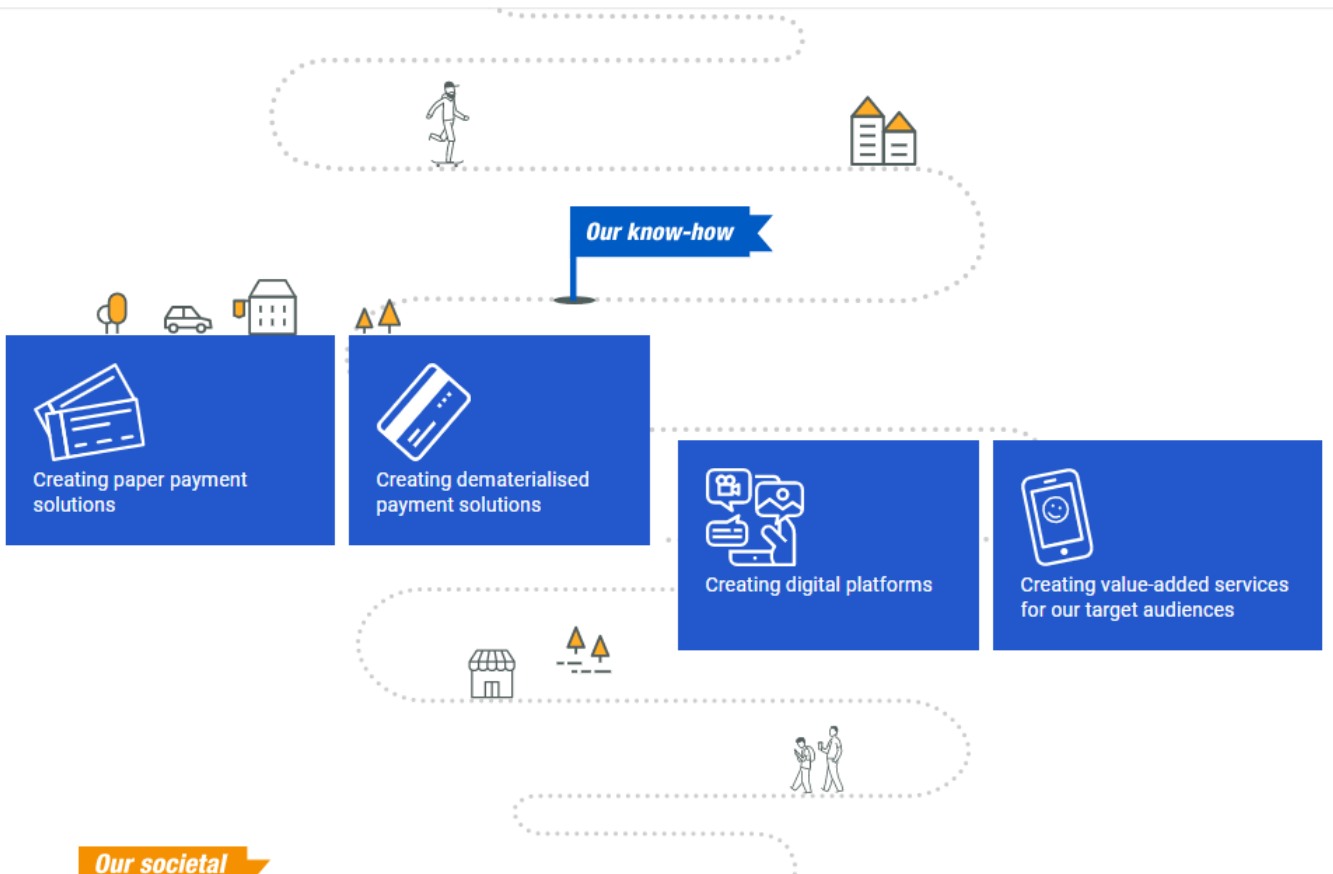 Our know-how
Creating paper payment
solutions
Creating dematerialised
payment solutions
Creating digital platforms
Creating value-added services
for our target audiences
Our societal